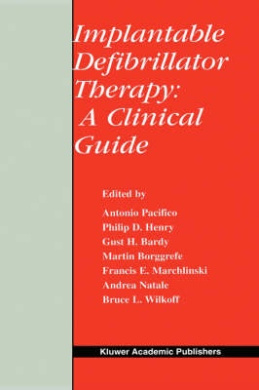 Implantable
Defibrillator
Therapy:
A Clinical
Guide
Edited by
Antonio Pacifico
Philip D. Henry
Gust H. Bardy
Martin Borggrefe
Francis E. Marchlinski
Andrea Natale
Bruce L. Wilkoff
Kluwer Academic Publishers